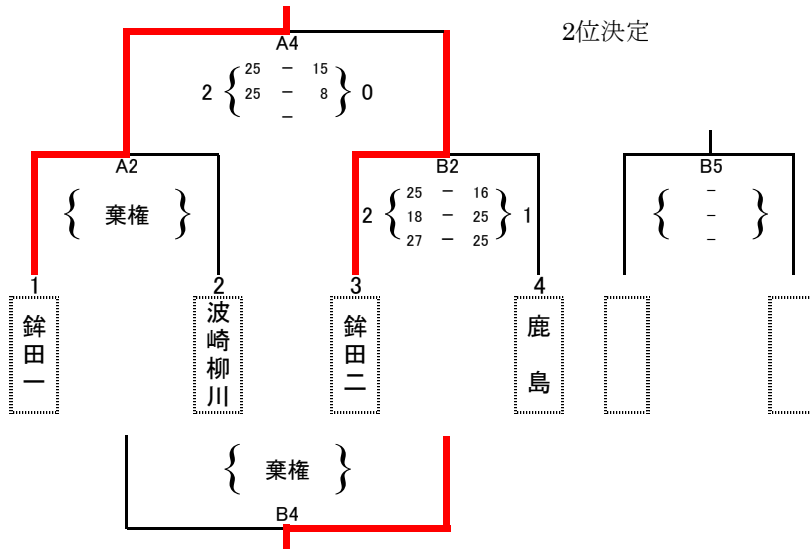 2位決定
A4
2 { 25 － 15 } 0
25 － 8
－
A2
B2
B5
{ 棄権 }
2 { 25 － 16 } 1
18 － 25
27 － 25
{ － }
－
－
1
2
3
4
鉾田一
波崎柳川
鉾田二
鹿島
{ 棄権 }
B4